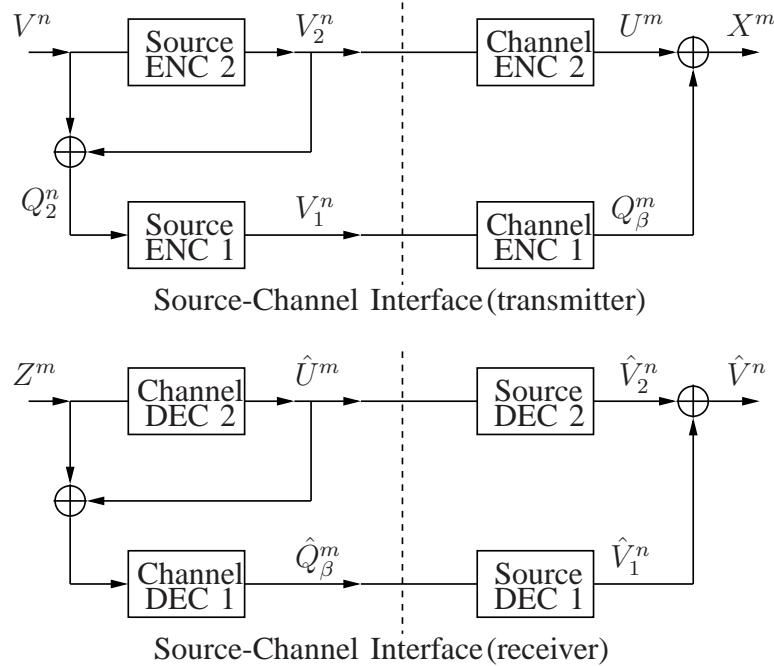 V^n
Source
ENC 2
V_2^n
Channel
ENC 2
U^m
X^m
Q_2^n
Source
ENC 1
V_1^n
Channel
ENC 1
Q_β^m
Source-Channel Interface (transmitter)
Z^m
Channel
DEC 2
Û^m
Source
DEC 2
V̂_2^n
V̂^n
Channel
DEC 1
Q̂_β^m
Source
DEC 1
V̂_1^n
Source-Channel Interface (receiver)